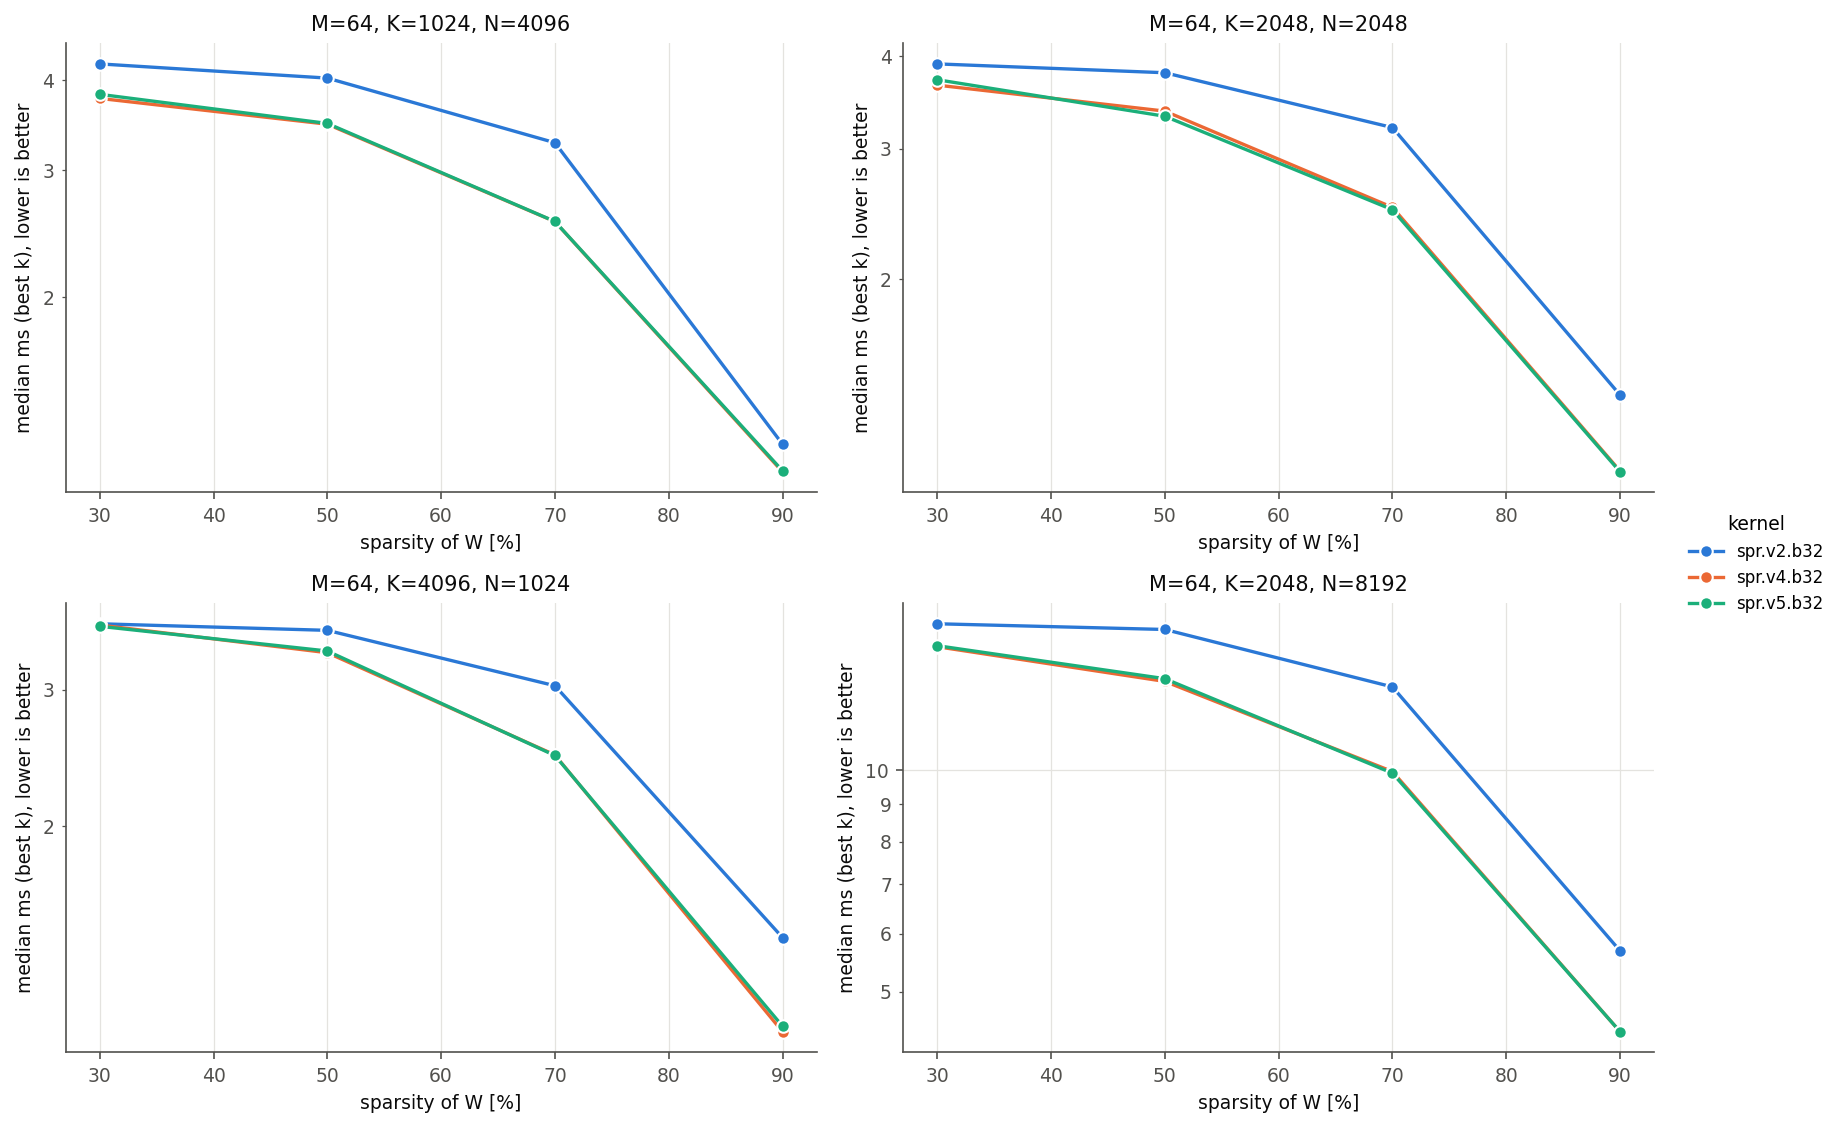 M=64, K=1024, N=4096
median ms (best k), lower is better
4
3
2
30 40 50 60 70 80 90
sparsity of W [%]
M=64, K=2048, N=2048
median ms (best k), lower is better
4
3
2
30 40 50 60 70 80 90
sparsity of W [%]
M=64, K=4096, N=1024
median ms (best k), lower is better
3
2
30 40 50 60 70 80 90
sparsity of W [%]
M=64, K=2048, N=8192
median ms (best k), lower is better
10
9
8
7
6
5
30 40 50 60 70 80 90
sparsity of W [%]
kernel
spr.v2.b32
spr.v4.b32
spr.v5.b32